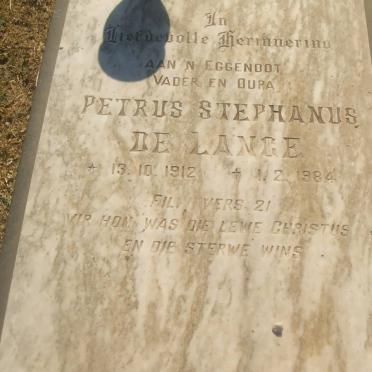 In
Liefdevolle Herinnering
AAN 'N EGGENOOT
VADER EN OUPA
PETRUS STEPHANUS
DE LANGE
* 13.10.1912 + 1.2.1984
FIL. 1 VERS. 21
VIR HOM WAS DIE LEWE CHRISTUS
EN DIE STERWE WINS